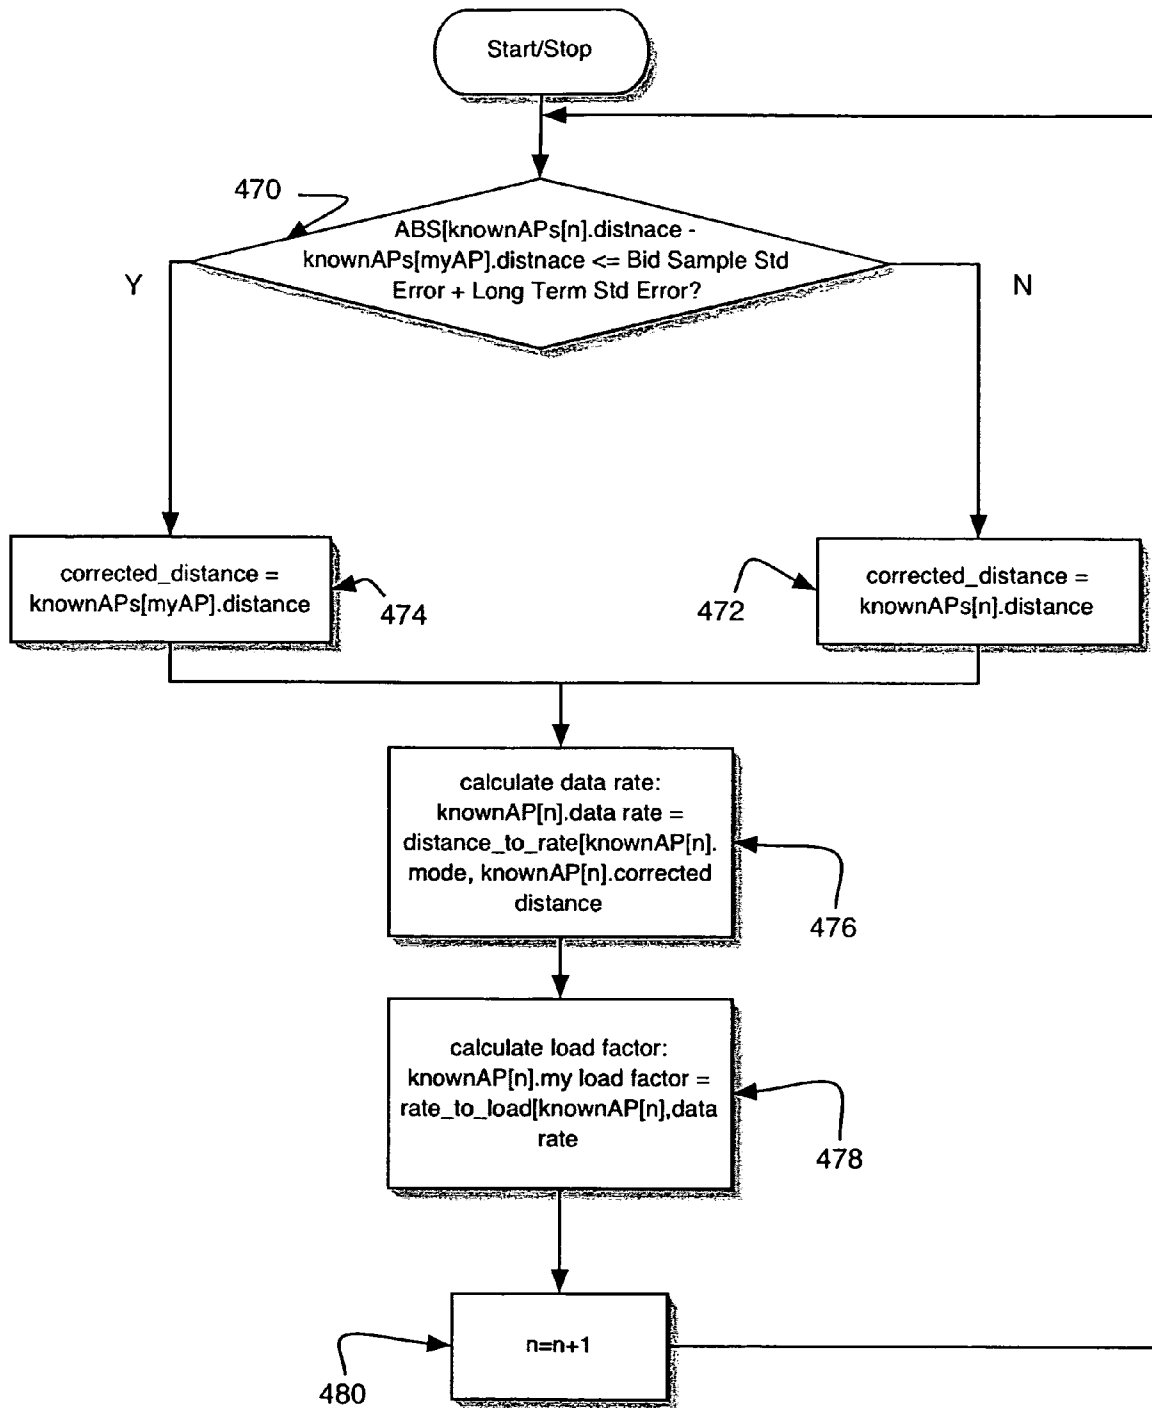 Start/Stop
470
ABS[knownAPs[n].distnace -
knownAPs[myAP].distnace <= Bid Sample Std
Error + Long Term Std Error?
Y
N
corrected_distance =
knownAPs[myAP].distance
474
472
corrected_distance =
knownAPs[n].distance
calculate data rate:
knownAP[n].data rate =
distance_to_rate[knownAP[n].
mode, knownAP[n].corrected
distance
476
calculate load factor:
knownAP[n].my load factor =
rate_to_load[knownAP[n],data
rate
478
n=n+1
480